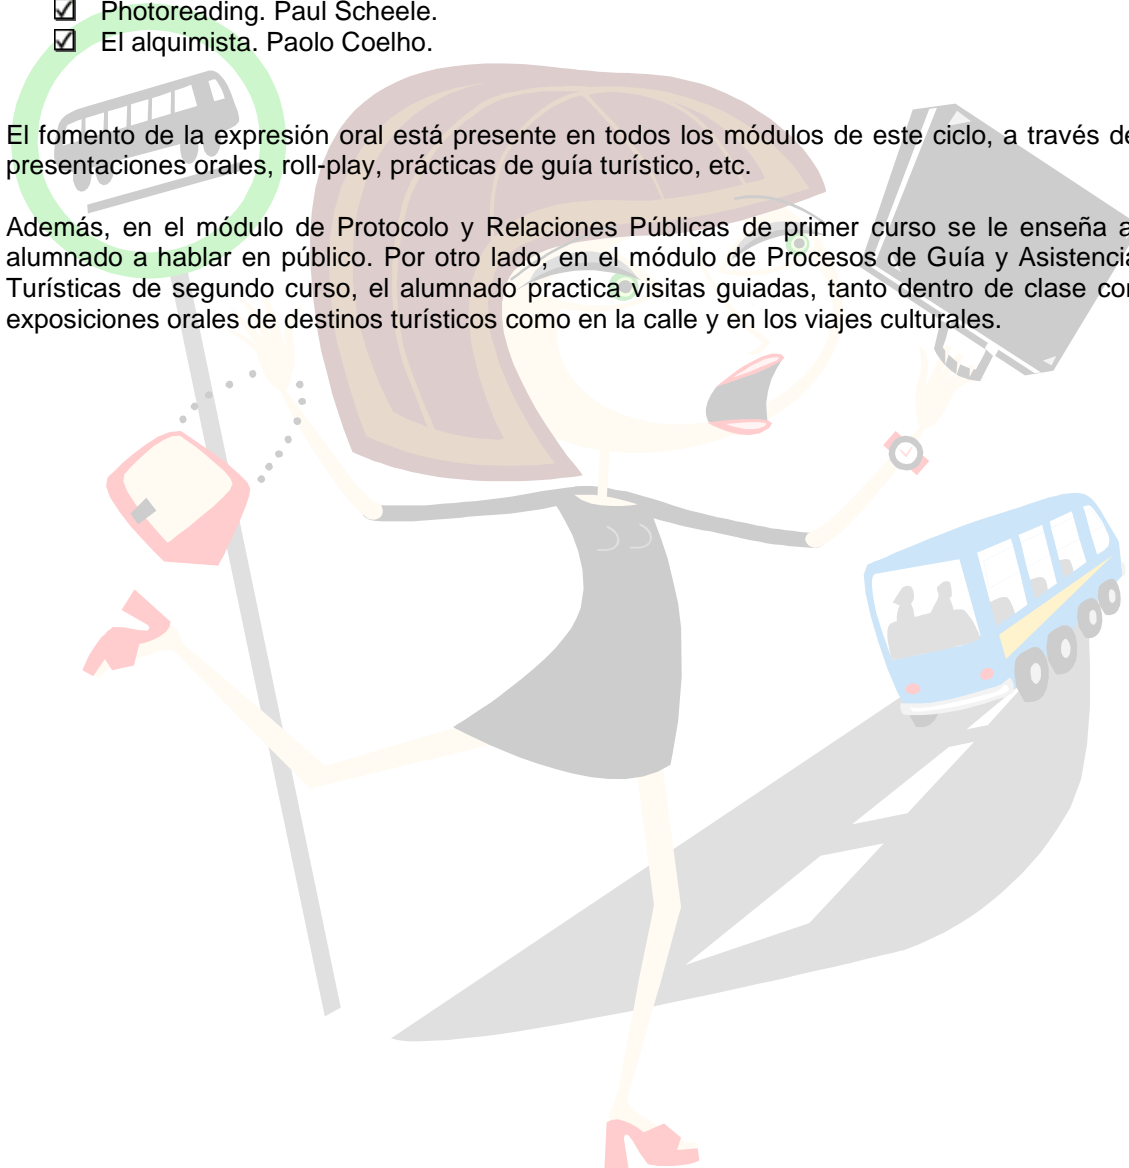 ☑ Photoreading. Paul Scheele.
☑ El alquimista. Paolo Coelho.
El fomento de la expresión oral está presente en todos los módulos de este ciclo, a través de
presentaciones orales, roll-play, prácticas de guía turístico, etc.
Además, en el módulo de Protocolo y Relaciones Públicas de primer curso se le enseña a
alumnado a hablar en público. Por otro lado, en el módulo de Procesos de Guía y Asistencia
Turísticas de segundo curso, el alumnado practica visitas guiadas, tanto dentro de clase con
exposiciones orales de destinos turísticos como en la calle y en los viajes culturales.